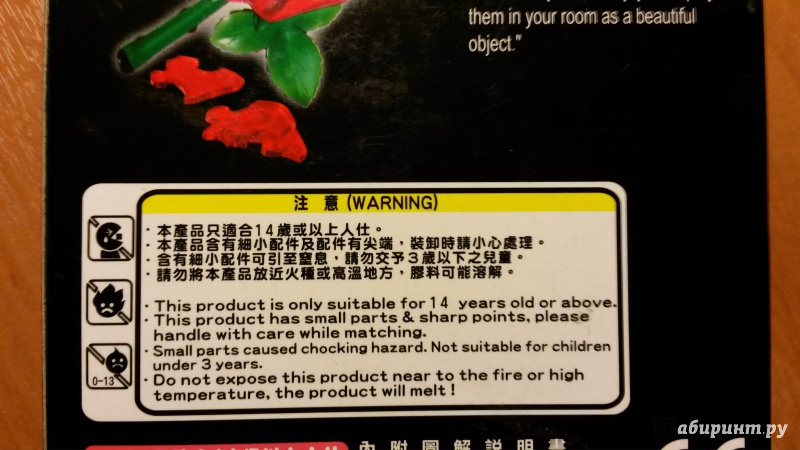 them in your room as a beautiful
object."
注 意 (WARNING)
· 本產品只適合14歲或以上人仕。
· 本產品含有細小配件及配件有尖端，裝卸時請小心處理。
· 含有細小配件可引至窒息，請勿交予3歲以下之兒童。
· 請勿將本產品放近火種或高溫地方，膠料可能溶解。
· This product is only suitable for 14 years old or above.
· This product has small parts & sharp points, please
handle with care while matching.
· Small parts caused chocking hazard. Not suitable for children
under 3 years.
· Do not expose this product near to the fire or high
temperature, the product will melt !
0-13
內附圖解説明書
абиринт.ру